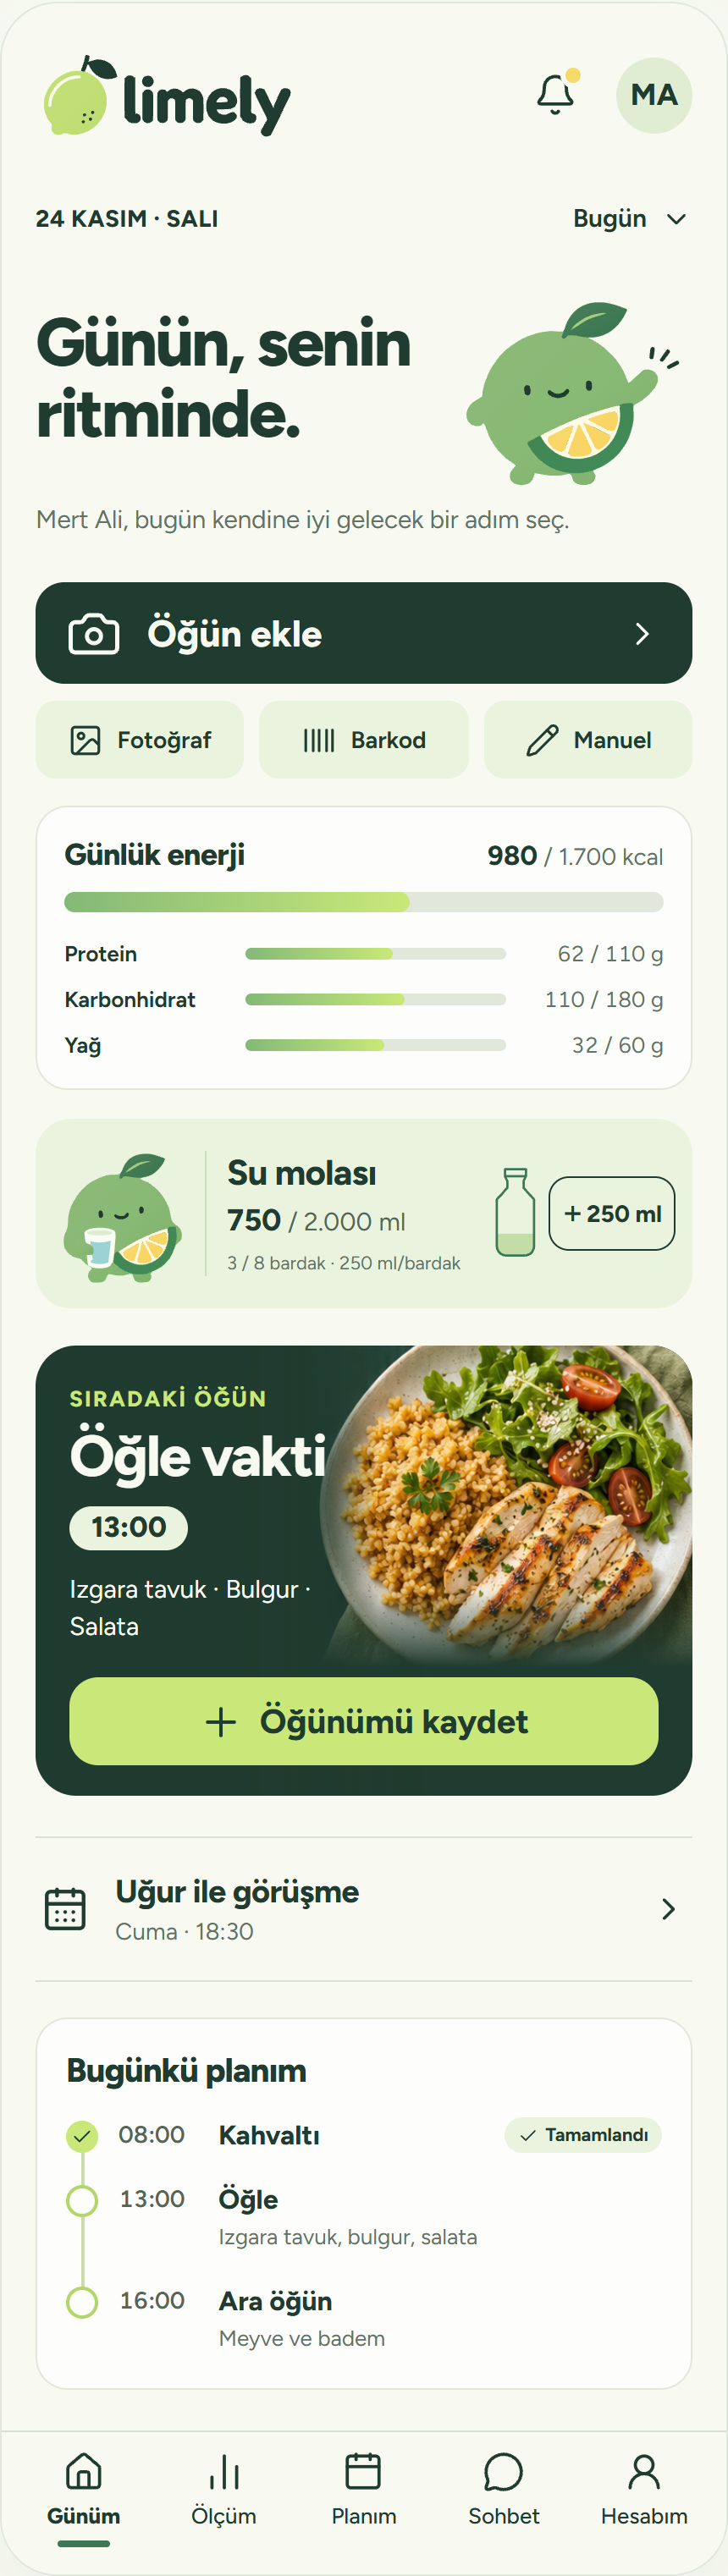 limely
MA
24 KASIM · SALI
Bugün
Günün, senin
ritminde.
Mert Ali, bugün kendine iyi gelecek bir adım seç.
Öğün ekle
Fotoğraf
Barkod
Manuel
Günlük enerji
980 / 1.700 kcal
Protein
62 / 110 g
Karbonhidrat
110 / 180 g
Yağ
32 / 60 g
Su molası
750 / 2.000 ml
3 / 8 bardak · 250 ml/bardak
+ 250 ml
SIRADAKİ ÖĞÜN
Öğle vakti
13:00
Izgara tavuk · Bulgur ·
Salata
+ Öğünümü kaydet
Uğur ile görüşme
Cuma · 18:30
Bugünkü planım
08:00
Kahvaltı
Tamamlandı
13:00
Öğle
Izgara tavuk, bulgur, salata
16:00
Ara öğün
Meyve ve badem
Günüm
Ölçüm
Planım
Sohbet
Hesabım